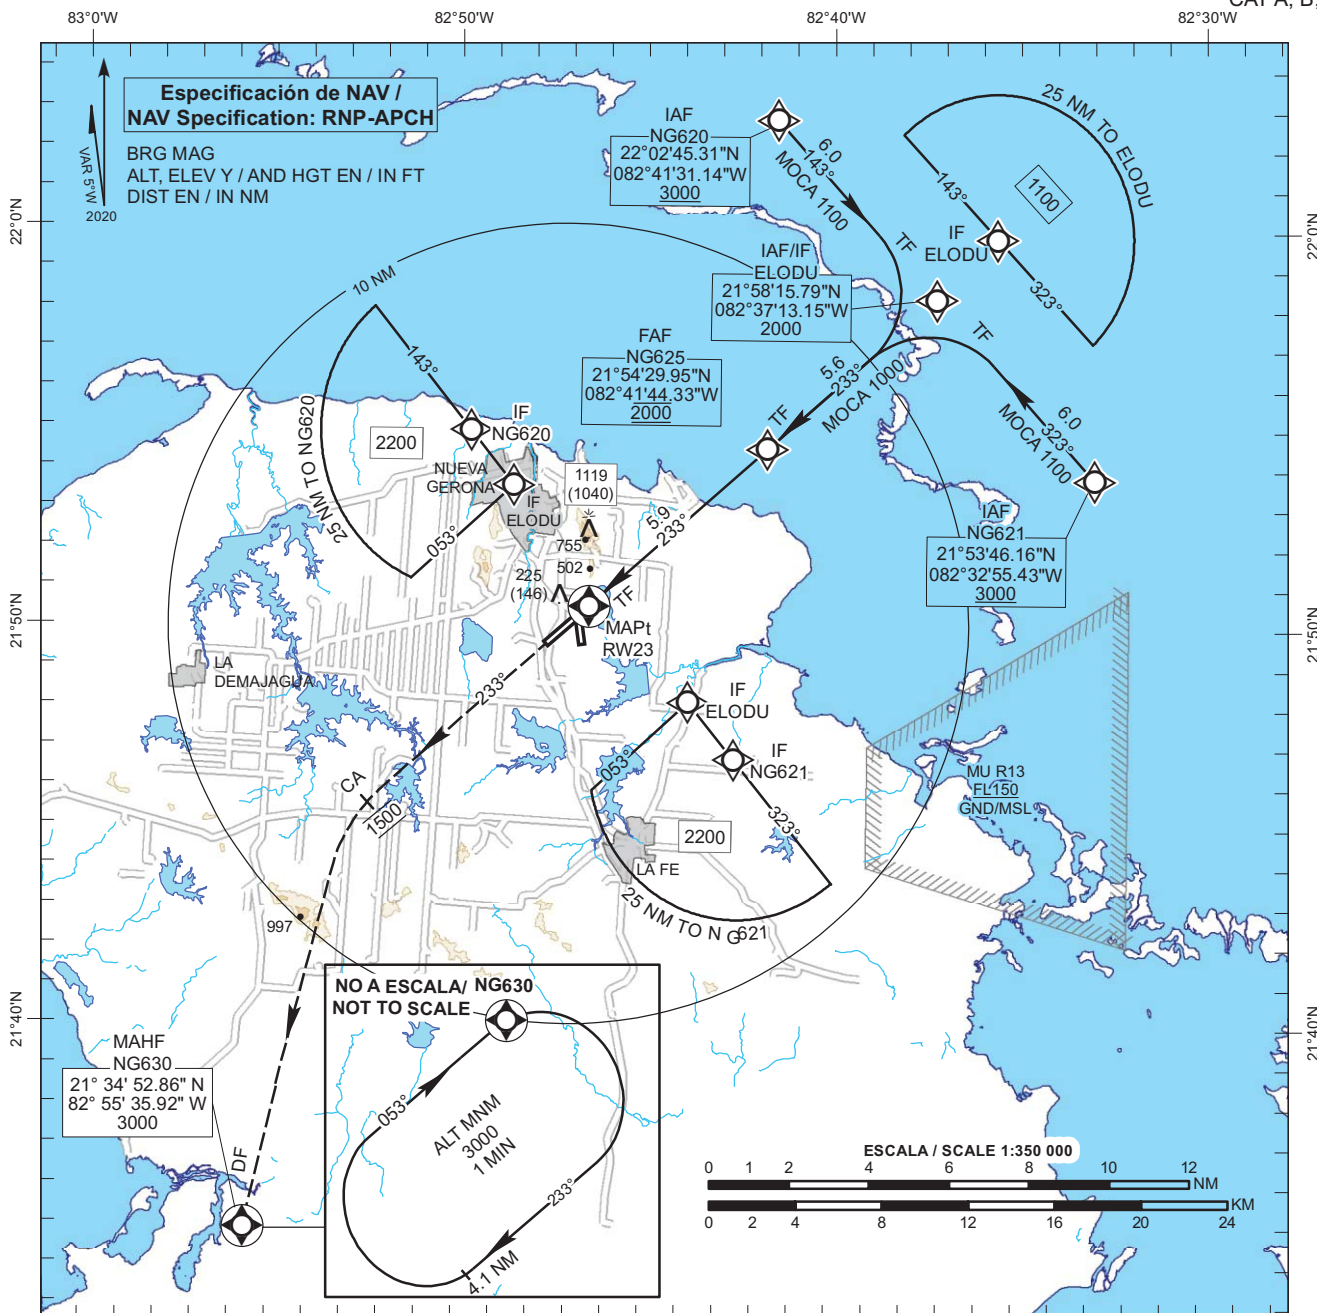 CAT A, B,
83°0'W
82°50'W
82°40'W
82°30'W
Especificación de NAV /
NAV Specification: RNP-APCH
VAR 5°W
2020
BRG MAG
ALT, ELEV Y / AND HGT EN / IN FT
DIST EN / IN NM
22°0'N
22°0'N
IAF
NG620
22°02'45.31"N
082°41'31.14"W
3000
6.0
143°
MOCA 1100
TF
25 NM TO ELODU
143°
1100
IF
ELODU
323°
IAF/IF
ELODU
21°58'15.79"N
082°37'13.15"W
2000
TF
10 NM
FAF
NG625
21°54'29.95"N
082°41'44.33"W
2000
5.6
233°
MOCA 1000
TF
6.0
323°
MOCA 1100
IAF
NG621
21°53'46.16"N
082°32'55.43"W
3000
143°
25 NM TO NG620
2200
IF
NG620
NUEVA
GERONA
IF
ELODU
053°
1119
(1040)
755
502
225
(146)
5.9
233°
TF
MAPt
RW23
21°50'N
21°50'N
LA
DEMAJAGUA
233°
CA
1500
IF
ELODU
053°
IF
NG621
323°
2200
LA FE
25 NM TO NG621
MU R13
FL150
GND/MSL
997
21°40'N
21°40'N
MAHF
NG630
21° 34' 52.86" N
82° 55' 35.92" W
3000
DF
NO A ESCALA/
NOT TO SCALE
NG630
053°
ALT MNM
3000
1 MIN
233°
4.1 NM
ESCALA / SCALE 1:350 000
0 1 2 4 6 8 10 12
NM
KM
0 2 4 8 12 16 20 24